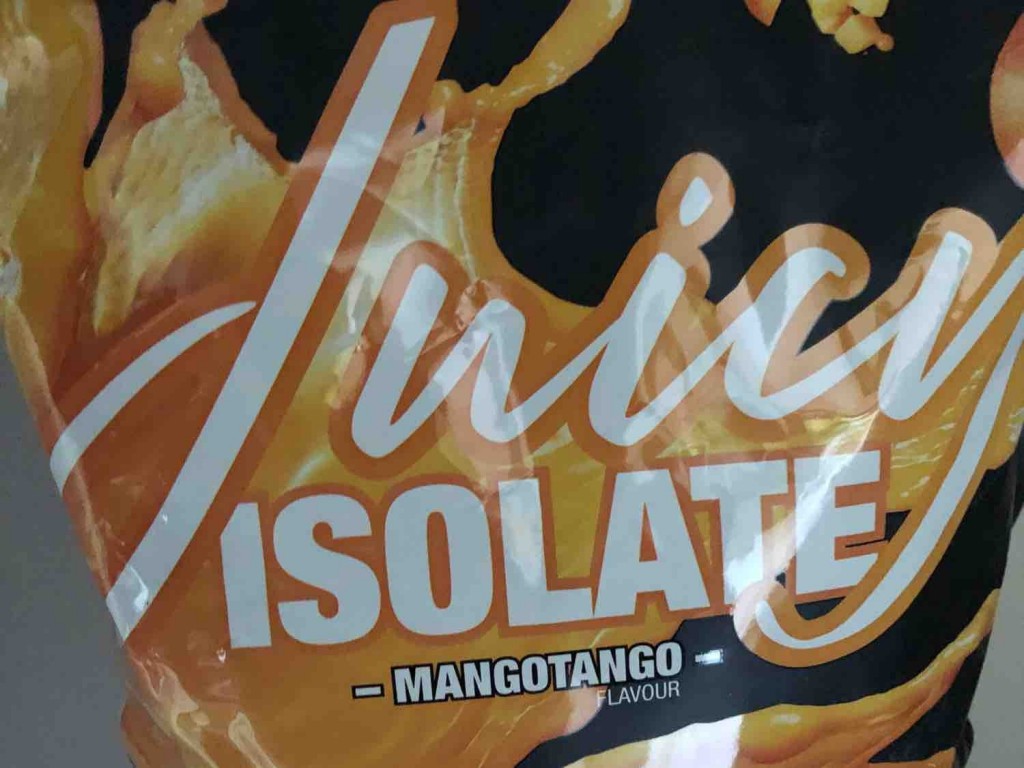 Juicy
ISOLATE
- MANGOTANGO -
FLAVOUR